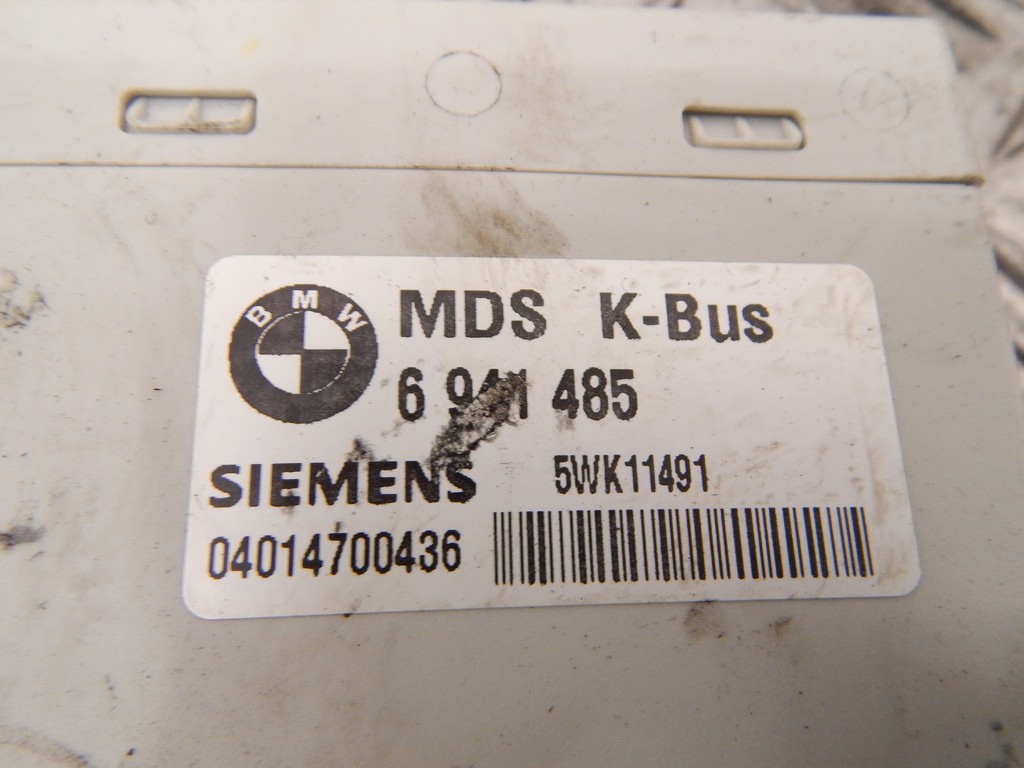 BMW
MDS K-Bus
6 941 485
SIEMENS 5WK11491
04014700436